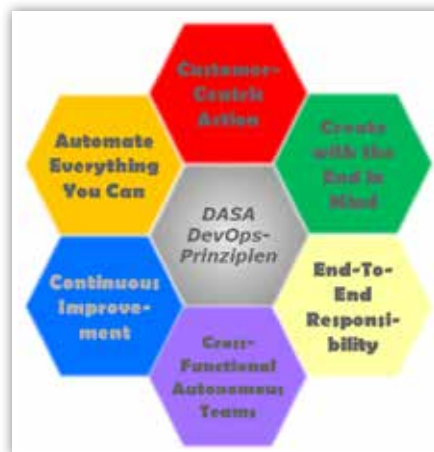 Customer-
Centric
Action
Automate
Everything
You Can
Create
with the
End in
Mind
DASA
DevOps-
Prinzipien
Continuous
Improve-
ment
End-To-
End
Responsi-
bility
Cross-
Functional
Autonomous
Teams